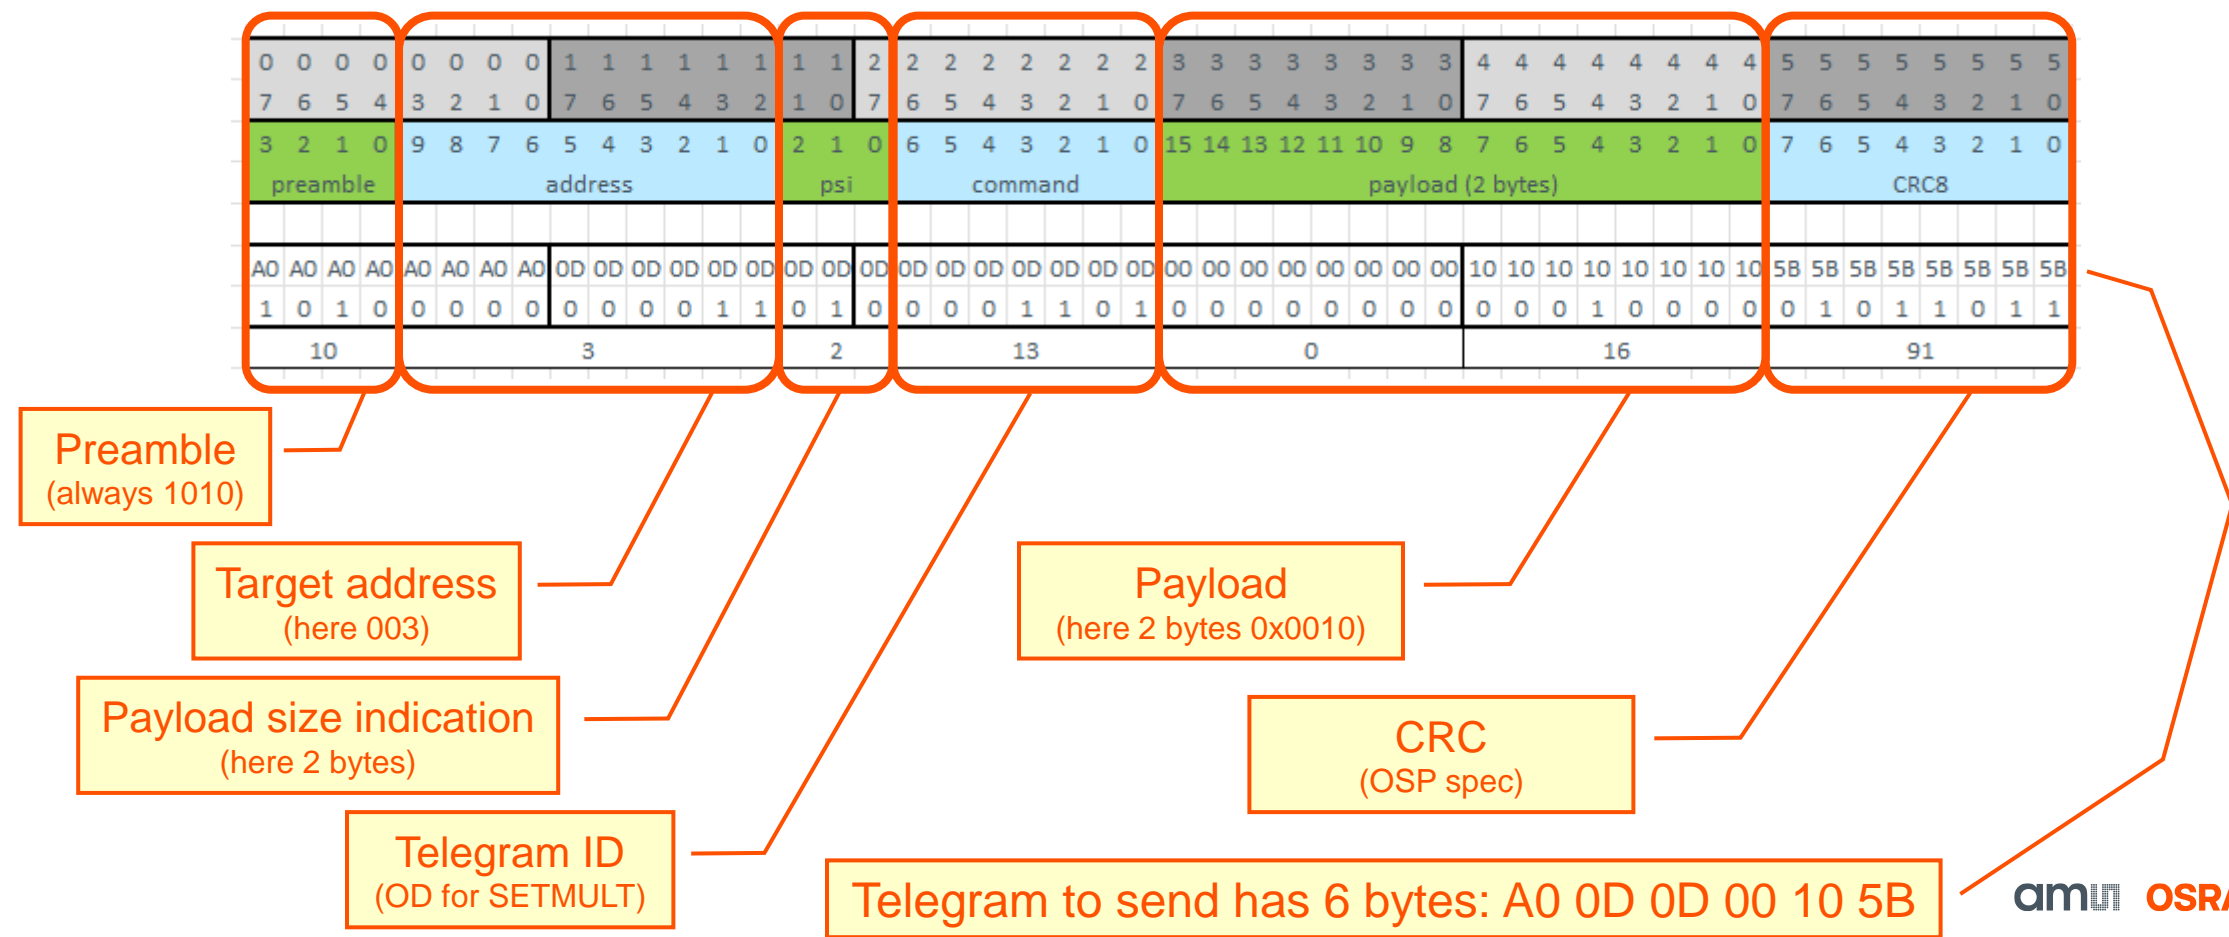 0 0 0 0 0 0 0 0 1 1 1 1 1 1 1 1 2 2 2 2 2 2 2 2 3 3 3 3 3 3 3 3 4 4 4 4 4 4 4 4 5 5 5 5 5 5 5 5
7 6 5 4 3 2 1 0 7 6 5 4 3 2 1 0 7 6 5 4 3 2 1 0 7 6 5 4 3 2 1 0 7 6 5 4 3 2 1 0 7 6 5 4 3 2 1 0
3 2 1 0 9 8 7 6 5 4 3 2 1 0 2 1 0 6 5 4 3 2 1 0 15 14 13 12 11 10 9 8 7 6 5 4 3 2 1 0 7 6 5 4 3 2 1 0
preamble address psi command payload (2 bytes) CRC8
A0 A0 A0 A0 A0 A0 A0 A0 0D 0D 0D 0D 0D 0D 0D 0D 0D 0D 0D 0D 0D 0D 0D 0D 00 00 00 00 00 00 00 00 10 10 10 10 10 10 10 10 5B 5B 5B 5B 5B 5B 5B 5B
1 0 1 0 0 0 0 0 0 0 0 0 1 1 0 1 0 0 0 0 1 1 0 1 0 0 0 0 0 0 0 0 0 0 0 1 0 0 0 0 0 1 0 1 1 0 1 1
10 3 2 13 0 16 91
Preamble
(always 1010)
Target address
(here 003)
Payload
(here 2 bytes 0x0010)
Payload size indication
(here 2 bytes)
CRC
(OSP spec)
Telegram ID
(OD for SETMULT)
Telegram to send has 6 bytes: A0 0D 0D 00 10 5B
am OSRA